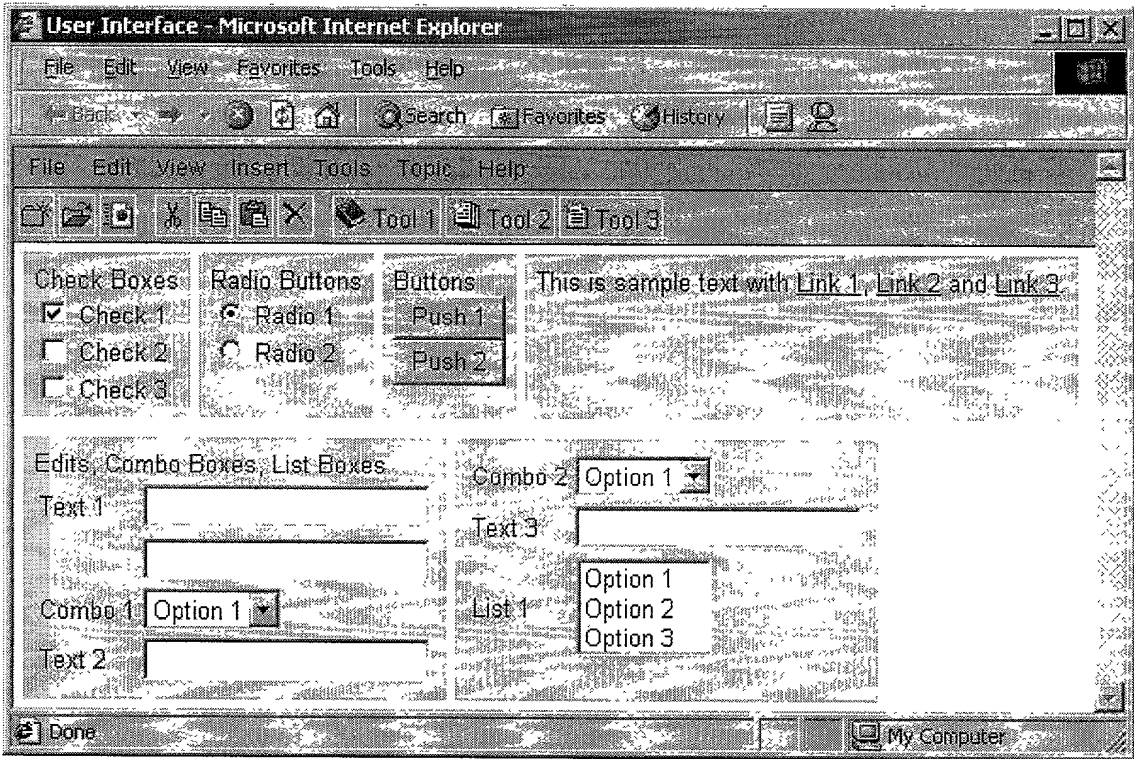 User Interface - Microsoft Internet Explorer
File Edit View Favorites Tools Help
Back Search Favorites History
File Edit View Insert Tools Topic Help
Tool 1 Tool 2 Tool 3
Check Boxes
Check 1
Check 2
Check 3
Radio Buttons
Radio 1
Radio 2
Buttons
Push 1
Push 2
This is sample text with Link 1, Link 2 and Link 3.
Edits, Combo Boxes, List Boxes
Text 1
Combo 1 Option 1
Text 2
Combo 2 Option 1
Text 3
List 1
Option 1
Option 2
Option 3
Done My Computer